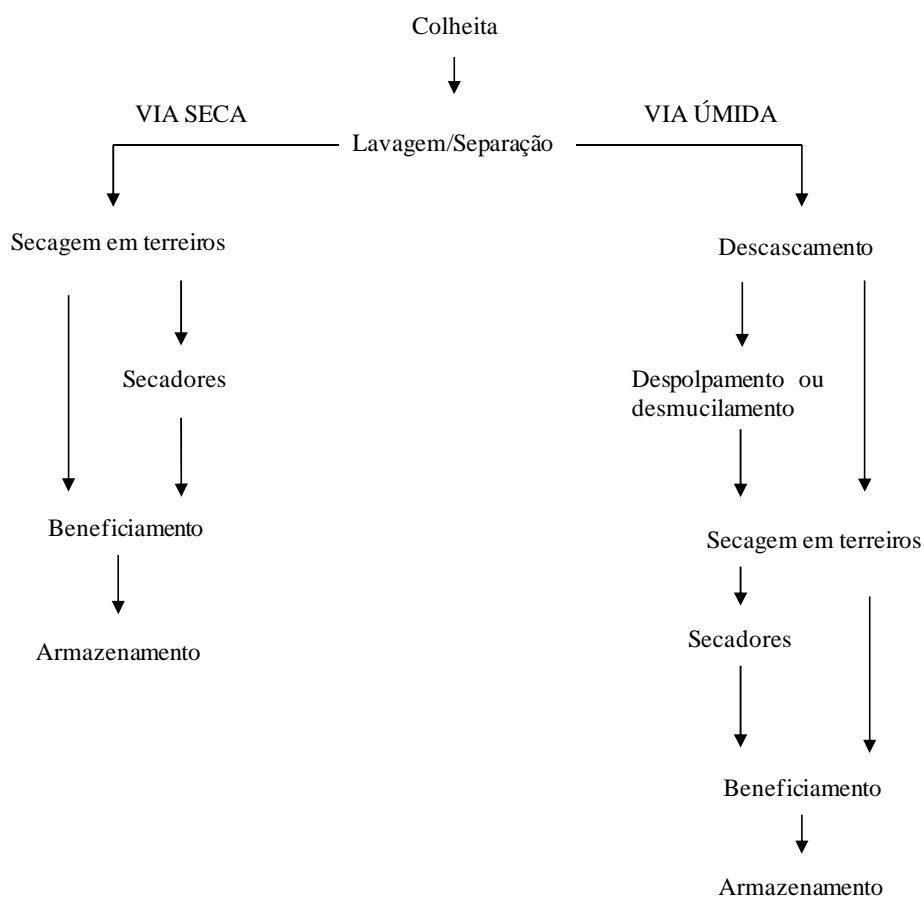 Colheita
VIA SECA
VIA ÚMIDA
Lavagem/Separação
Secagem em terreiros
Secadores
Beneficiamento
Armazenamento
Descascamento
Despolpamento ou
desmucilamento
Secagem em terreiros
Secadores
Beneficiamento
Armazenamento